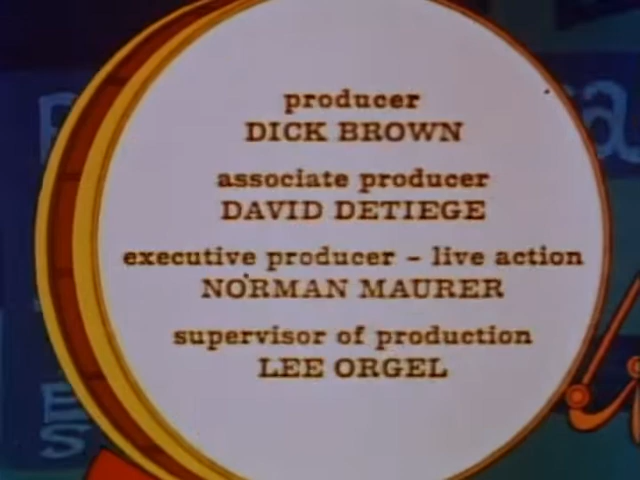 producer
DICK BROWN
associate producer
DAVID DETIEGE
executive producer – live action
NORMAN MAURER
supervisor of production
LEE ORGEL